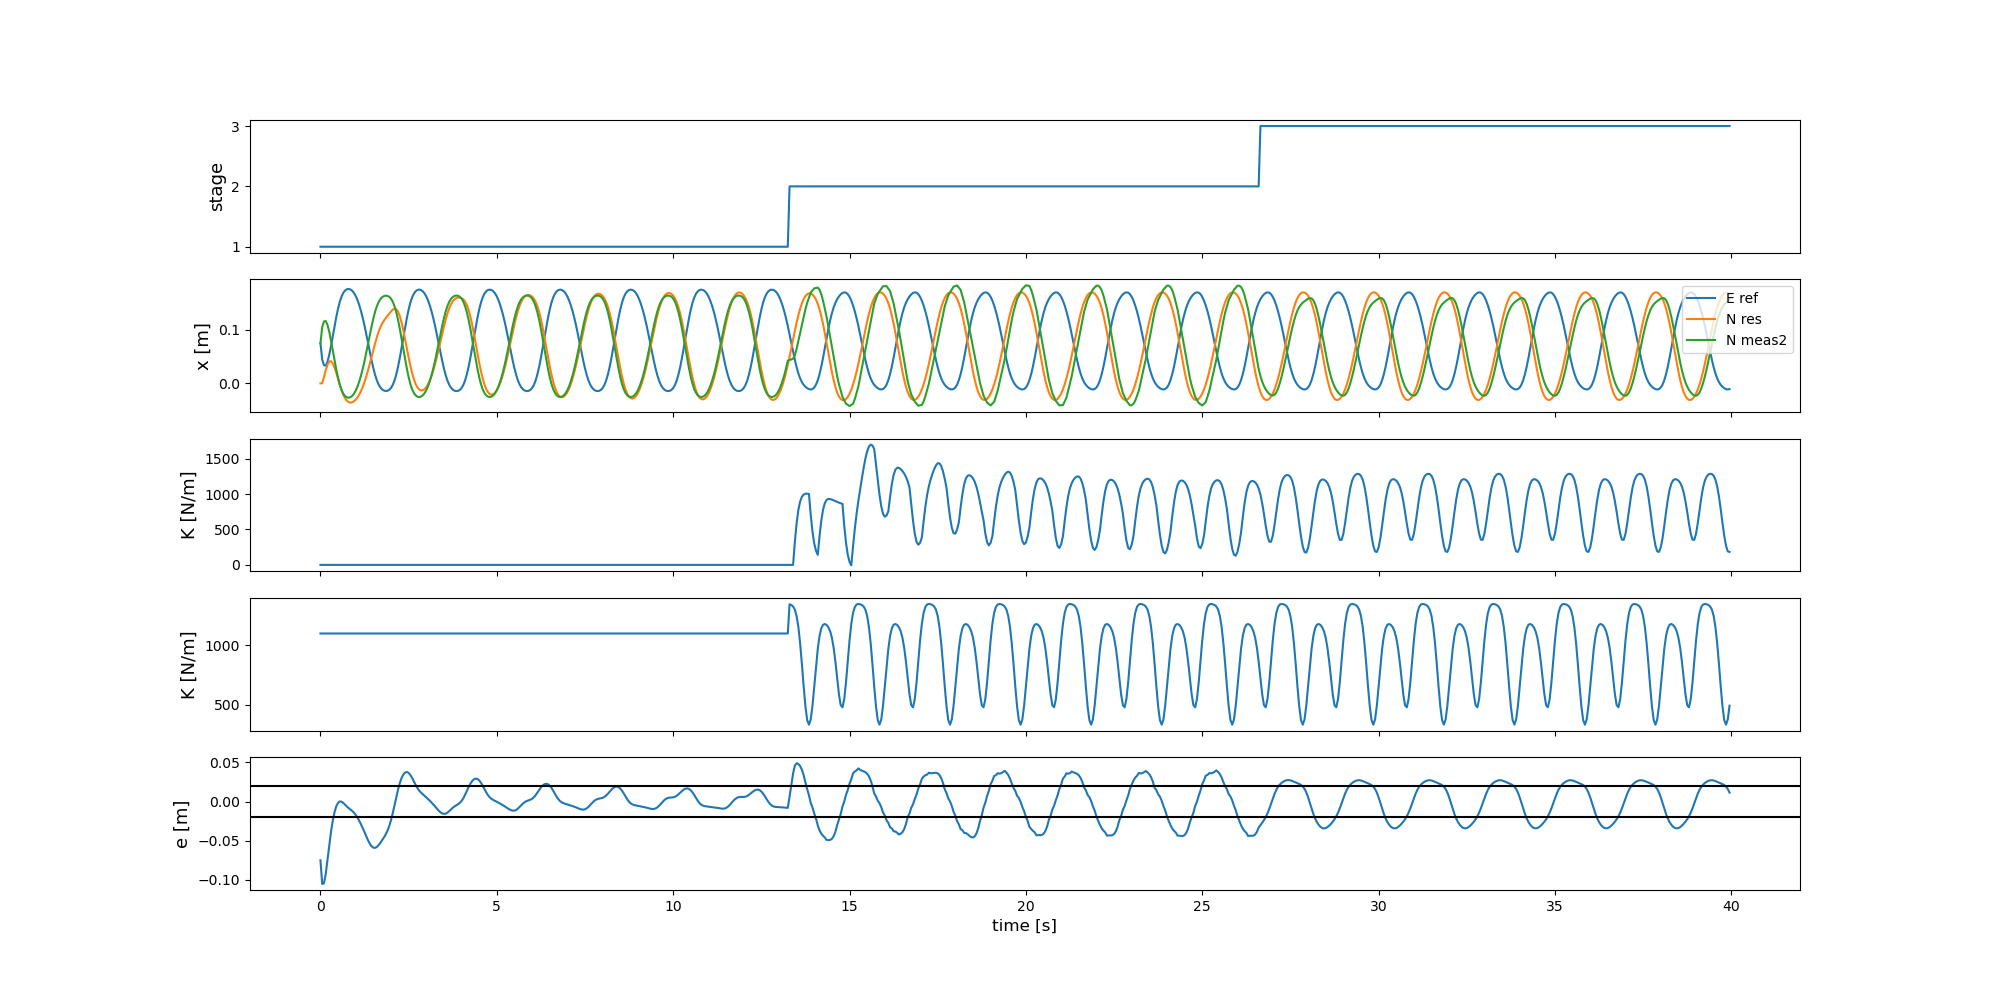 stage
3
2
1
x [m]
0.1
0.0
E ref
N res
N meas2
K [N/m]
1500
1000
500
0
K [N/m]
1000
500
e [m]
0.05
0.00
−0.05
−0.10
0 5 10 15 20 25 30 35 40
time [s]